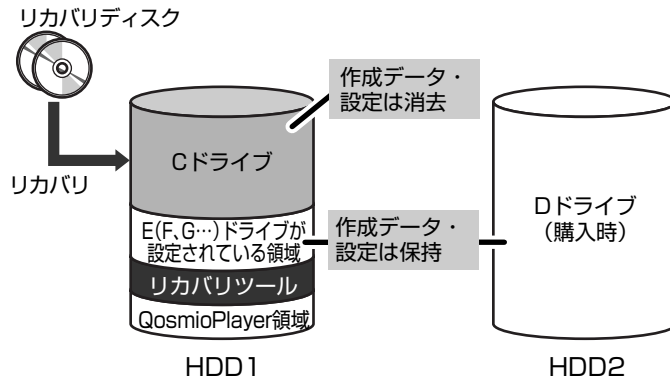 リカバリディスク
作成データ・
設定は消去
Cドライブ
リカバリ
E(F、G…)ドライブが
設定されている領域
作成データ・
設定は保持
Dドライブ
(購入時)
リカバリツール
QosmioPlayer領域
HDD1
HDD2